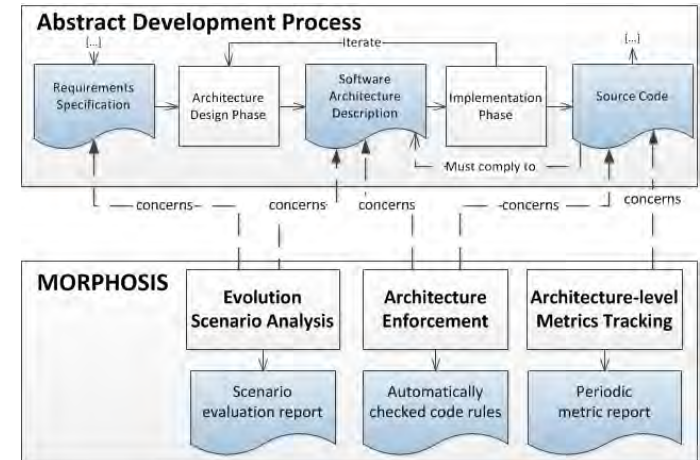 Abstract Development Process
[...]
Iterate
[...]
Requirements
Specification
Architecture
Design Phase
Software
Architecture
Description
Implementation
Phase
Source Code
Must comply to
concerns
concerns
concerns
concerns
concerns
MORPHOSIS
Evolution
Scenario Analysis
Architecture
Enforcement
Architecture-level
Metrics Tracking
Scenario
evaluation report
Automatically
checked code rules
Periodic
metric report